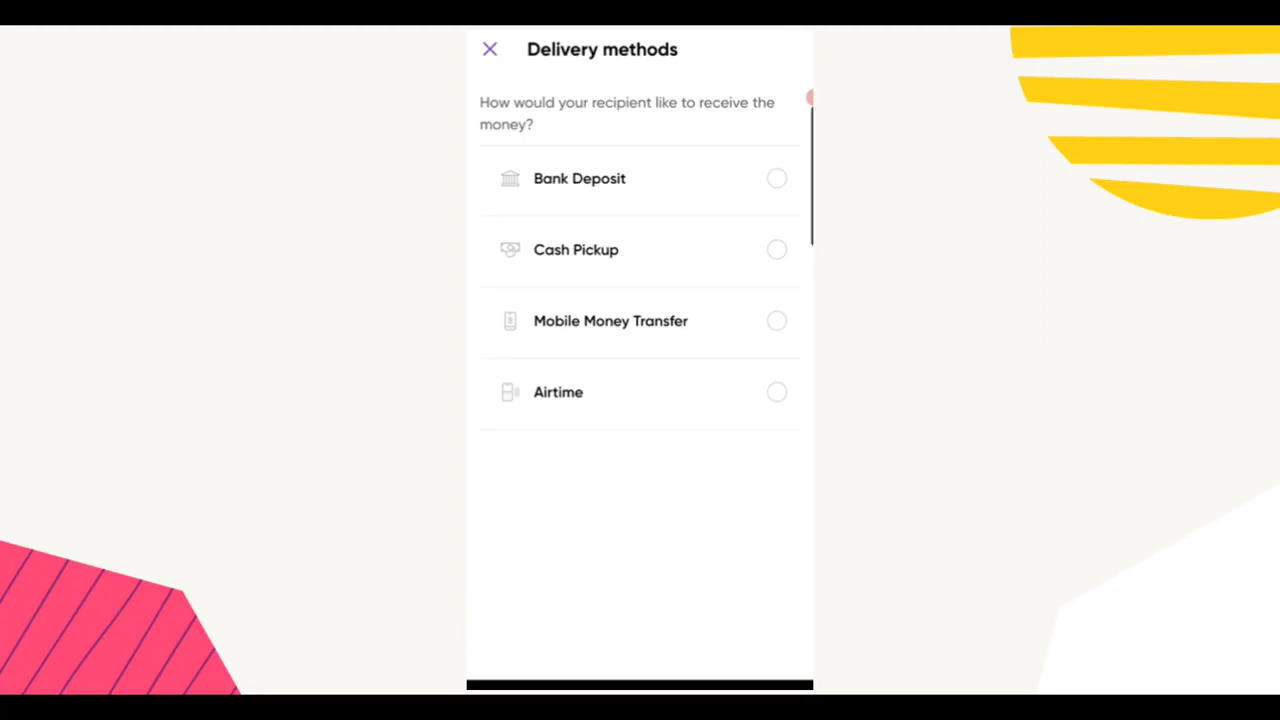 Delivery methods
How would your recipient like to receive the
money?
Bank Deposit
Cash Pickup
Mobile Money Transfer
Airtime